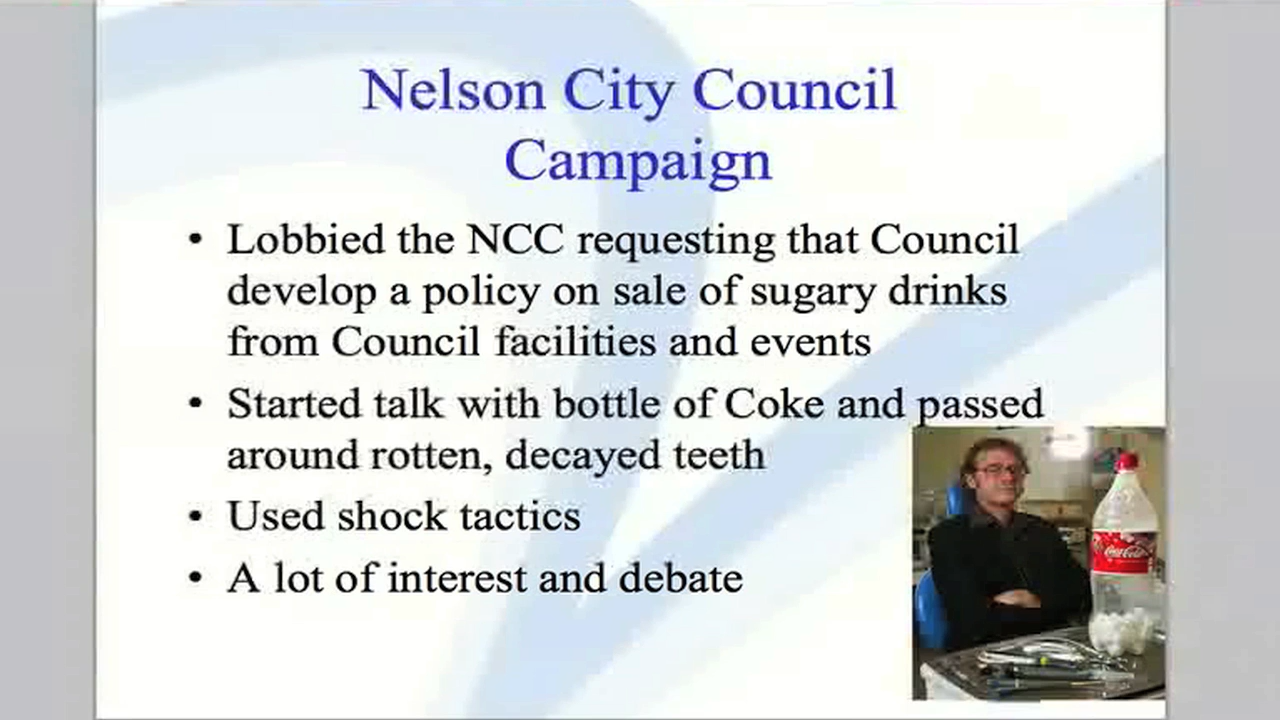 Nelson City Council
Campaign
• Lobbied the NCC requesting that Council
develop a policy on sale of sugary drinks
from Council facilities and events
• Started talk with bottle of Coke and passed
around rotten, decayed teeth
• Used shock tactics
• A lot of interest and debate
Coca-Cola